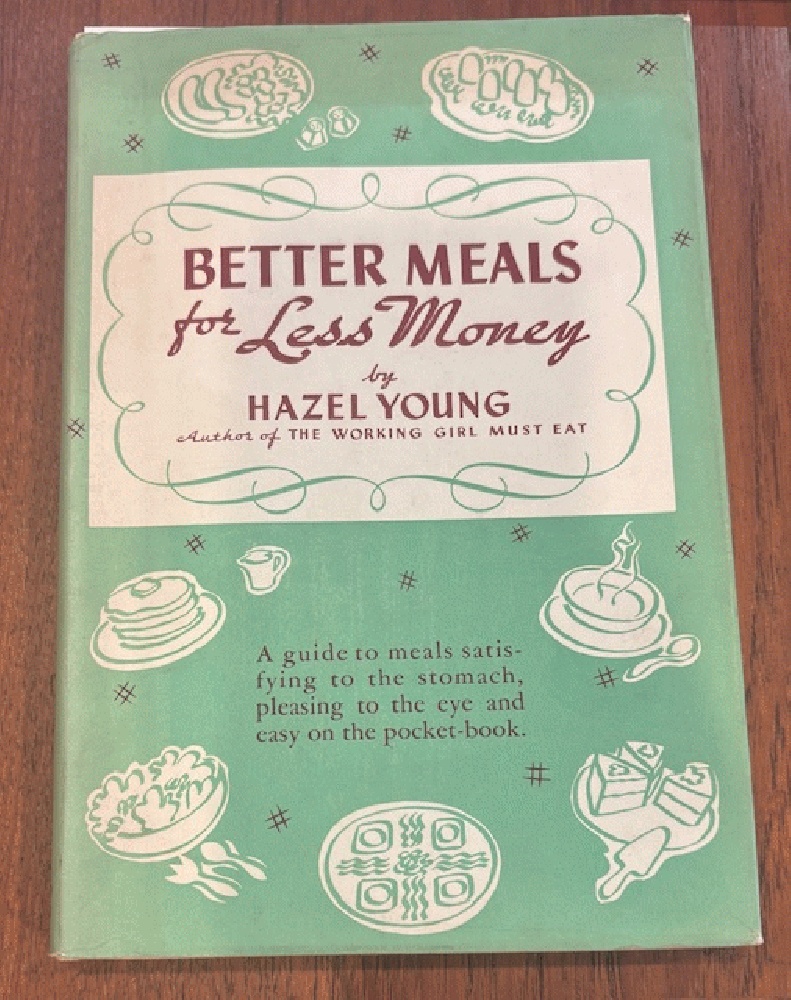 BETTER MEALS
for Less Money
by
HAZEL YOUNG
Author of THE WORKING GIRL MUST EAT
A guide to meals satis-
fying to the stomach,
pleasing to the eye and
easy on the pocket-book.